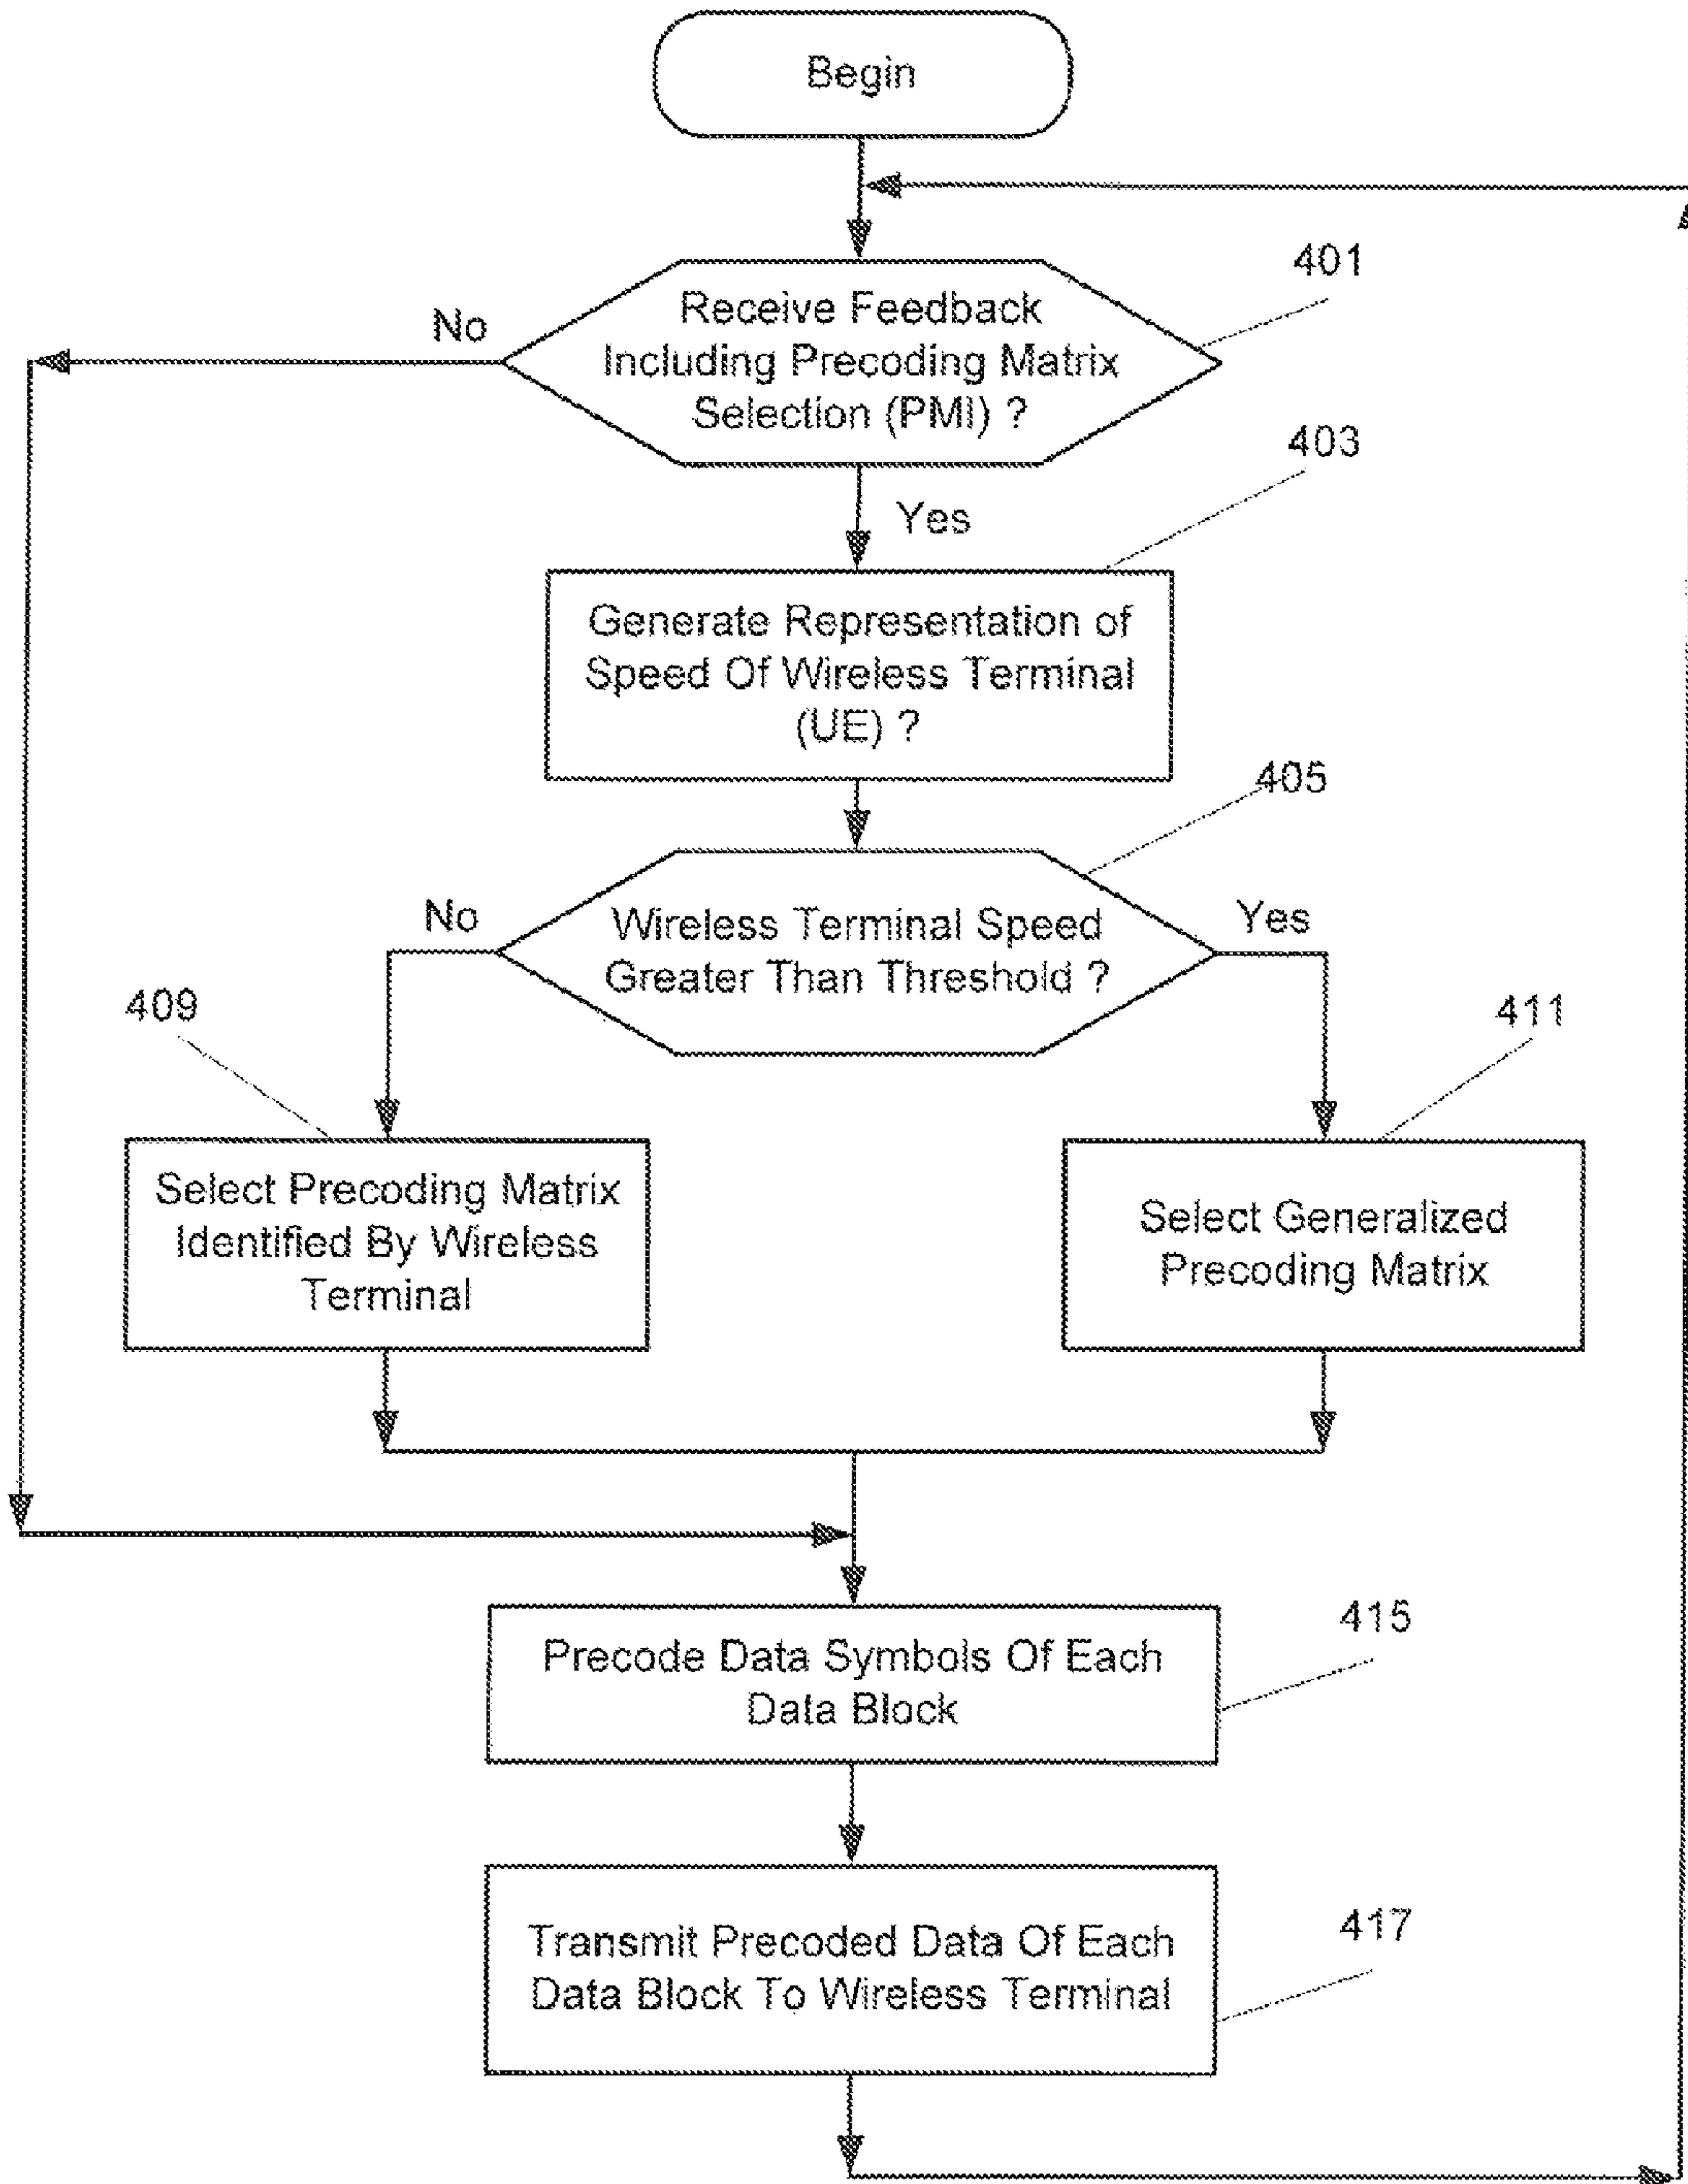 Begin
401
No
Receive Feedback
Including Precoding Matrix
Selection (PMI) ?
403
Yes
Generate Representation of
Speed Of Wireless Terminal
(UE) ?
405
No
Wireless Terminal Speed
Greater Than Threshold ?
Yes
409
411
Select Precoding Matrix
Identified By Wireless
Terminal
Select Generalized
Precoding Matrix
415
Precode Data Symbols Of Each
Data Block
417
Transmit Precoded Data Of Each
Data Block To Wireless Terminal